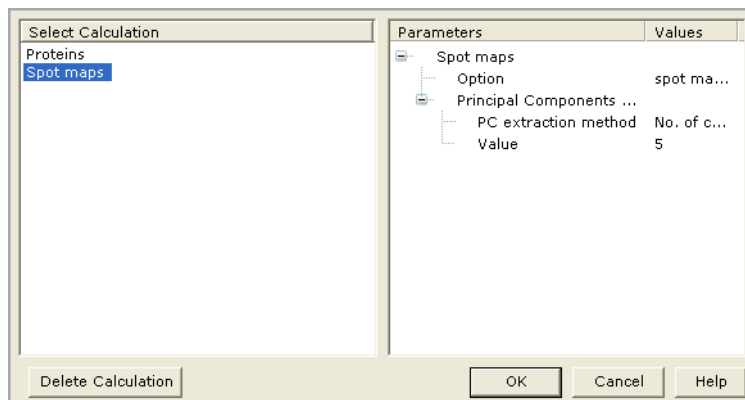 Select Calculation
Proteins
Spot maps
Parameters Values
Spot maps
Option spot ma...
Principal Components ...
PC extraction method No. of c...
Value 5
Delete Calculation OK Cancel Help